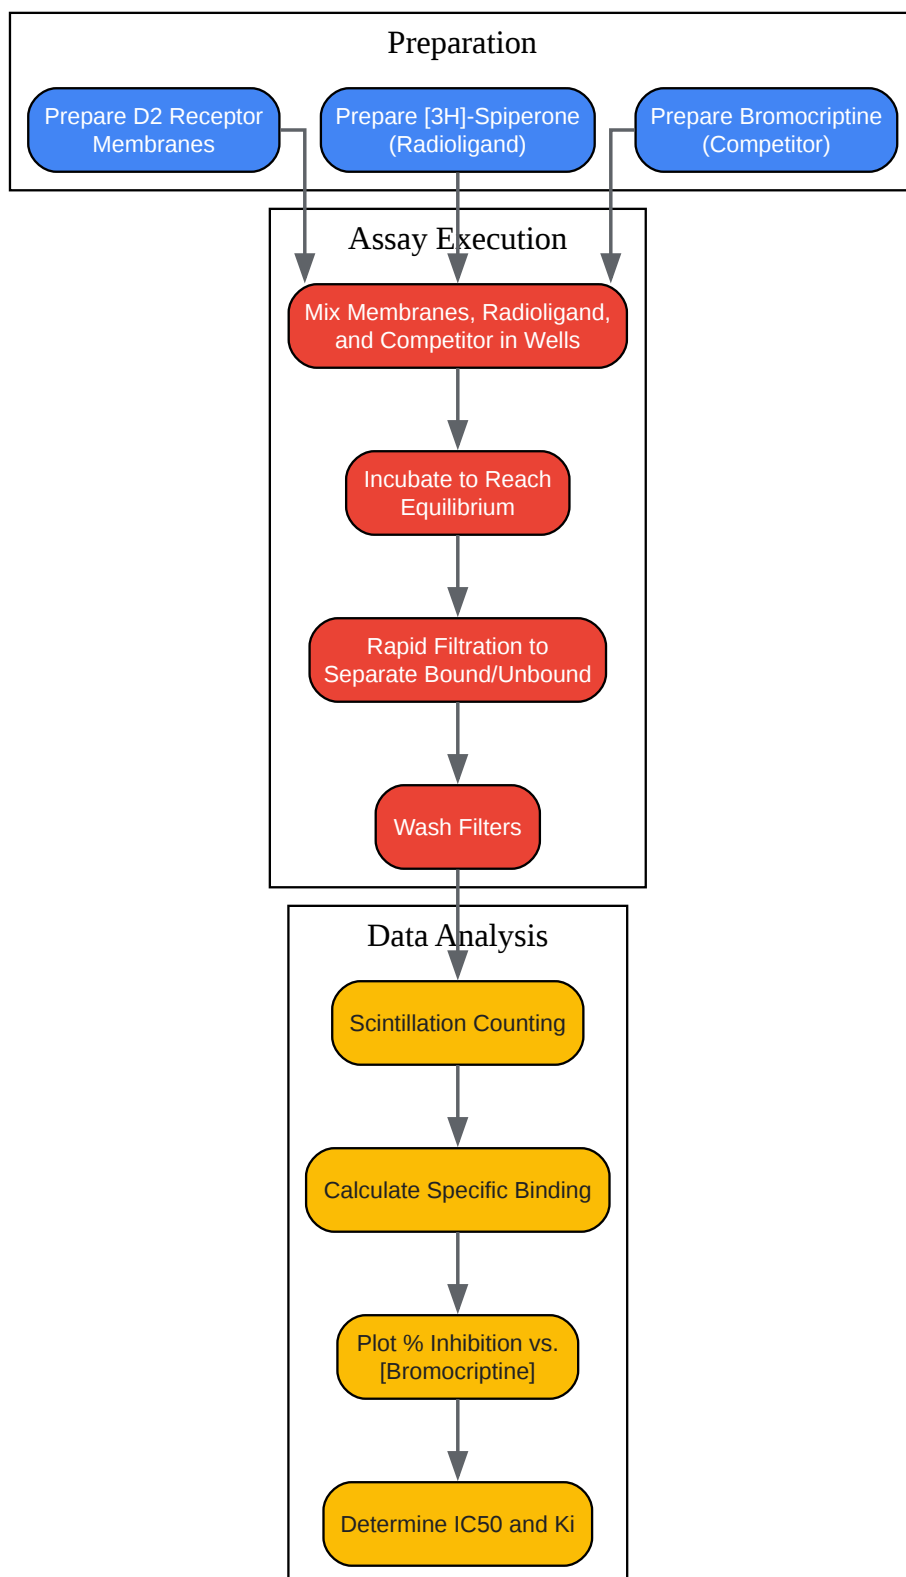 Preparation
Prepare D2 Receptor
Membranes
Prepare [3H]-Spiperone
(Radioligand)
Prepare Bromocriptine
(Competitor)
Assay Execution
Mix Membranes, Radioligand,
and Competitor in Wells
Incubate to Reach
Equilibrium
Rapid Filtration to
Separate Bound/Unbound
Wash Filters
Data Analysis
Scintillation Counting
Calculate Specific Binding
Plot % Inhibition vs.
[Bromocriptine]
Determine IC50 and Ki